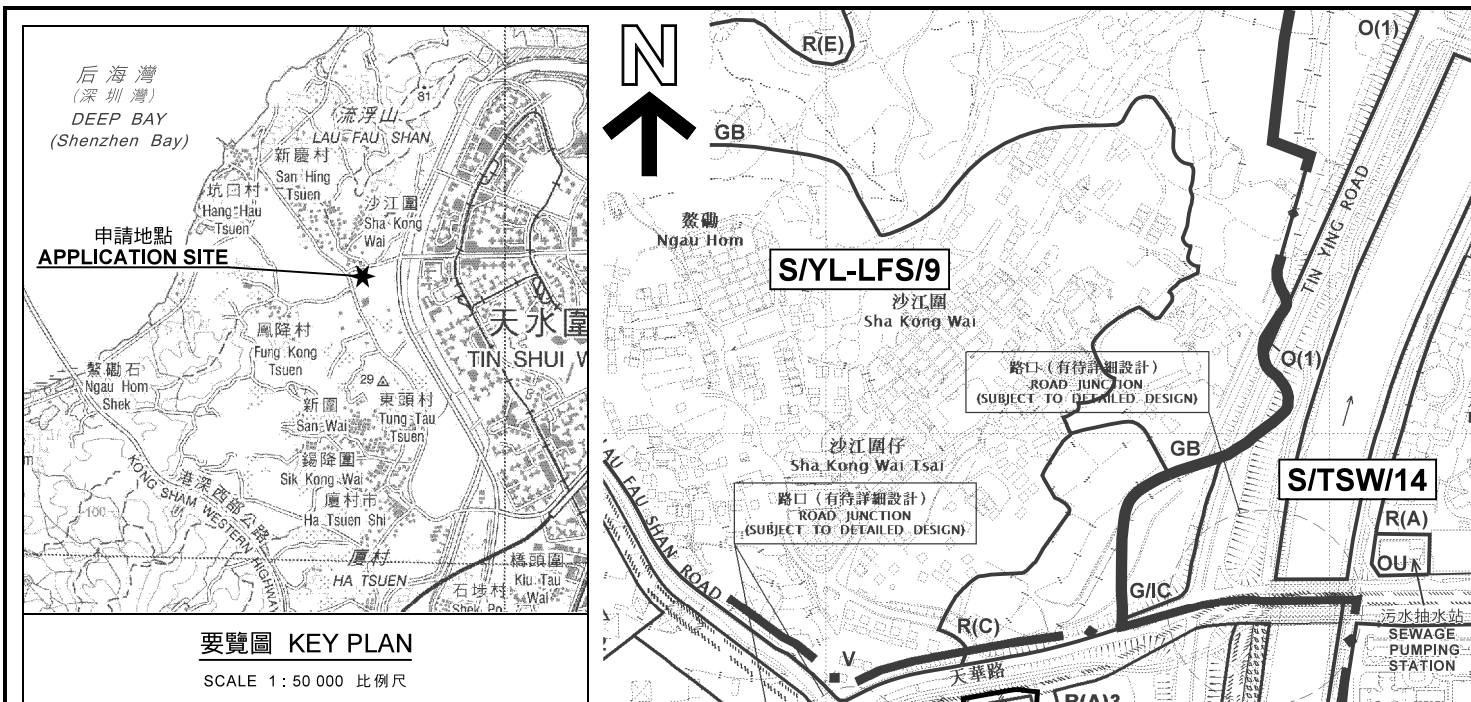 后海灣
(深圳灣)
DEEP BAY
(Shenzhen Bay)
31
流浮山
LAU FAU SHAN
新慶村
San Hing
Tsuen
坑口村
Hang Hau
Tsuen
沙江圍
Sha Kong
Wai
申請地點
APPLICATION SITE
天水圍
TIN SHUI W
鳳降村
Fung Kong
Tsuen
鰲磡石
Ngau Hom
Shek
29
新圍
San Wai
東頭村
Tung Tau
Tsuen
錫降圍
Sik Kong Wai
廈村市
Ha Tsuen Shi
港深西部公路
KONG SHAM WESTERN HIGHWAY
100
廈村
HA TSUEN
橋頭圍
Kiu Tau
Wai
石埗村
Shek Po
要覽圖 KEY PLAN
SCALE 1 : 50 000 比例尺
N
R(E)
O(1)
GB
鰲磡
Ngau Hom
S/YL-LFS/9
沙江圍
Sha Kong Wai
TIN YING ROAD
O(1)
路口（有待詳細設計）
ROAD JUNCTION
(SUBJECT TO DETAILED DESIGN)
沙江圍仔
Sha Kong Wai Tsai
GB
S/TSW/14
路口（有待詳細設計）
ROAD JUNCTION
(SUBJECT TO DETAILED DESIGN)
AU FAU SHAN ROAD
R(A)
OU
G/IC
R(C)
V
天華路
污水抽水站
SEWAGE
PUMPING
STATION
R(A)3